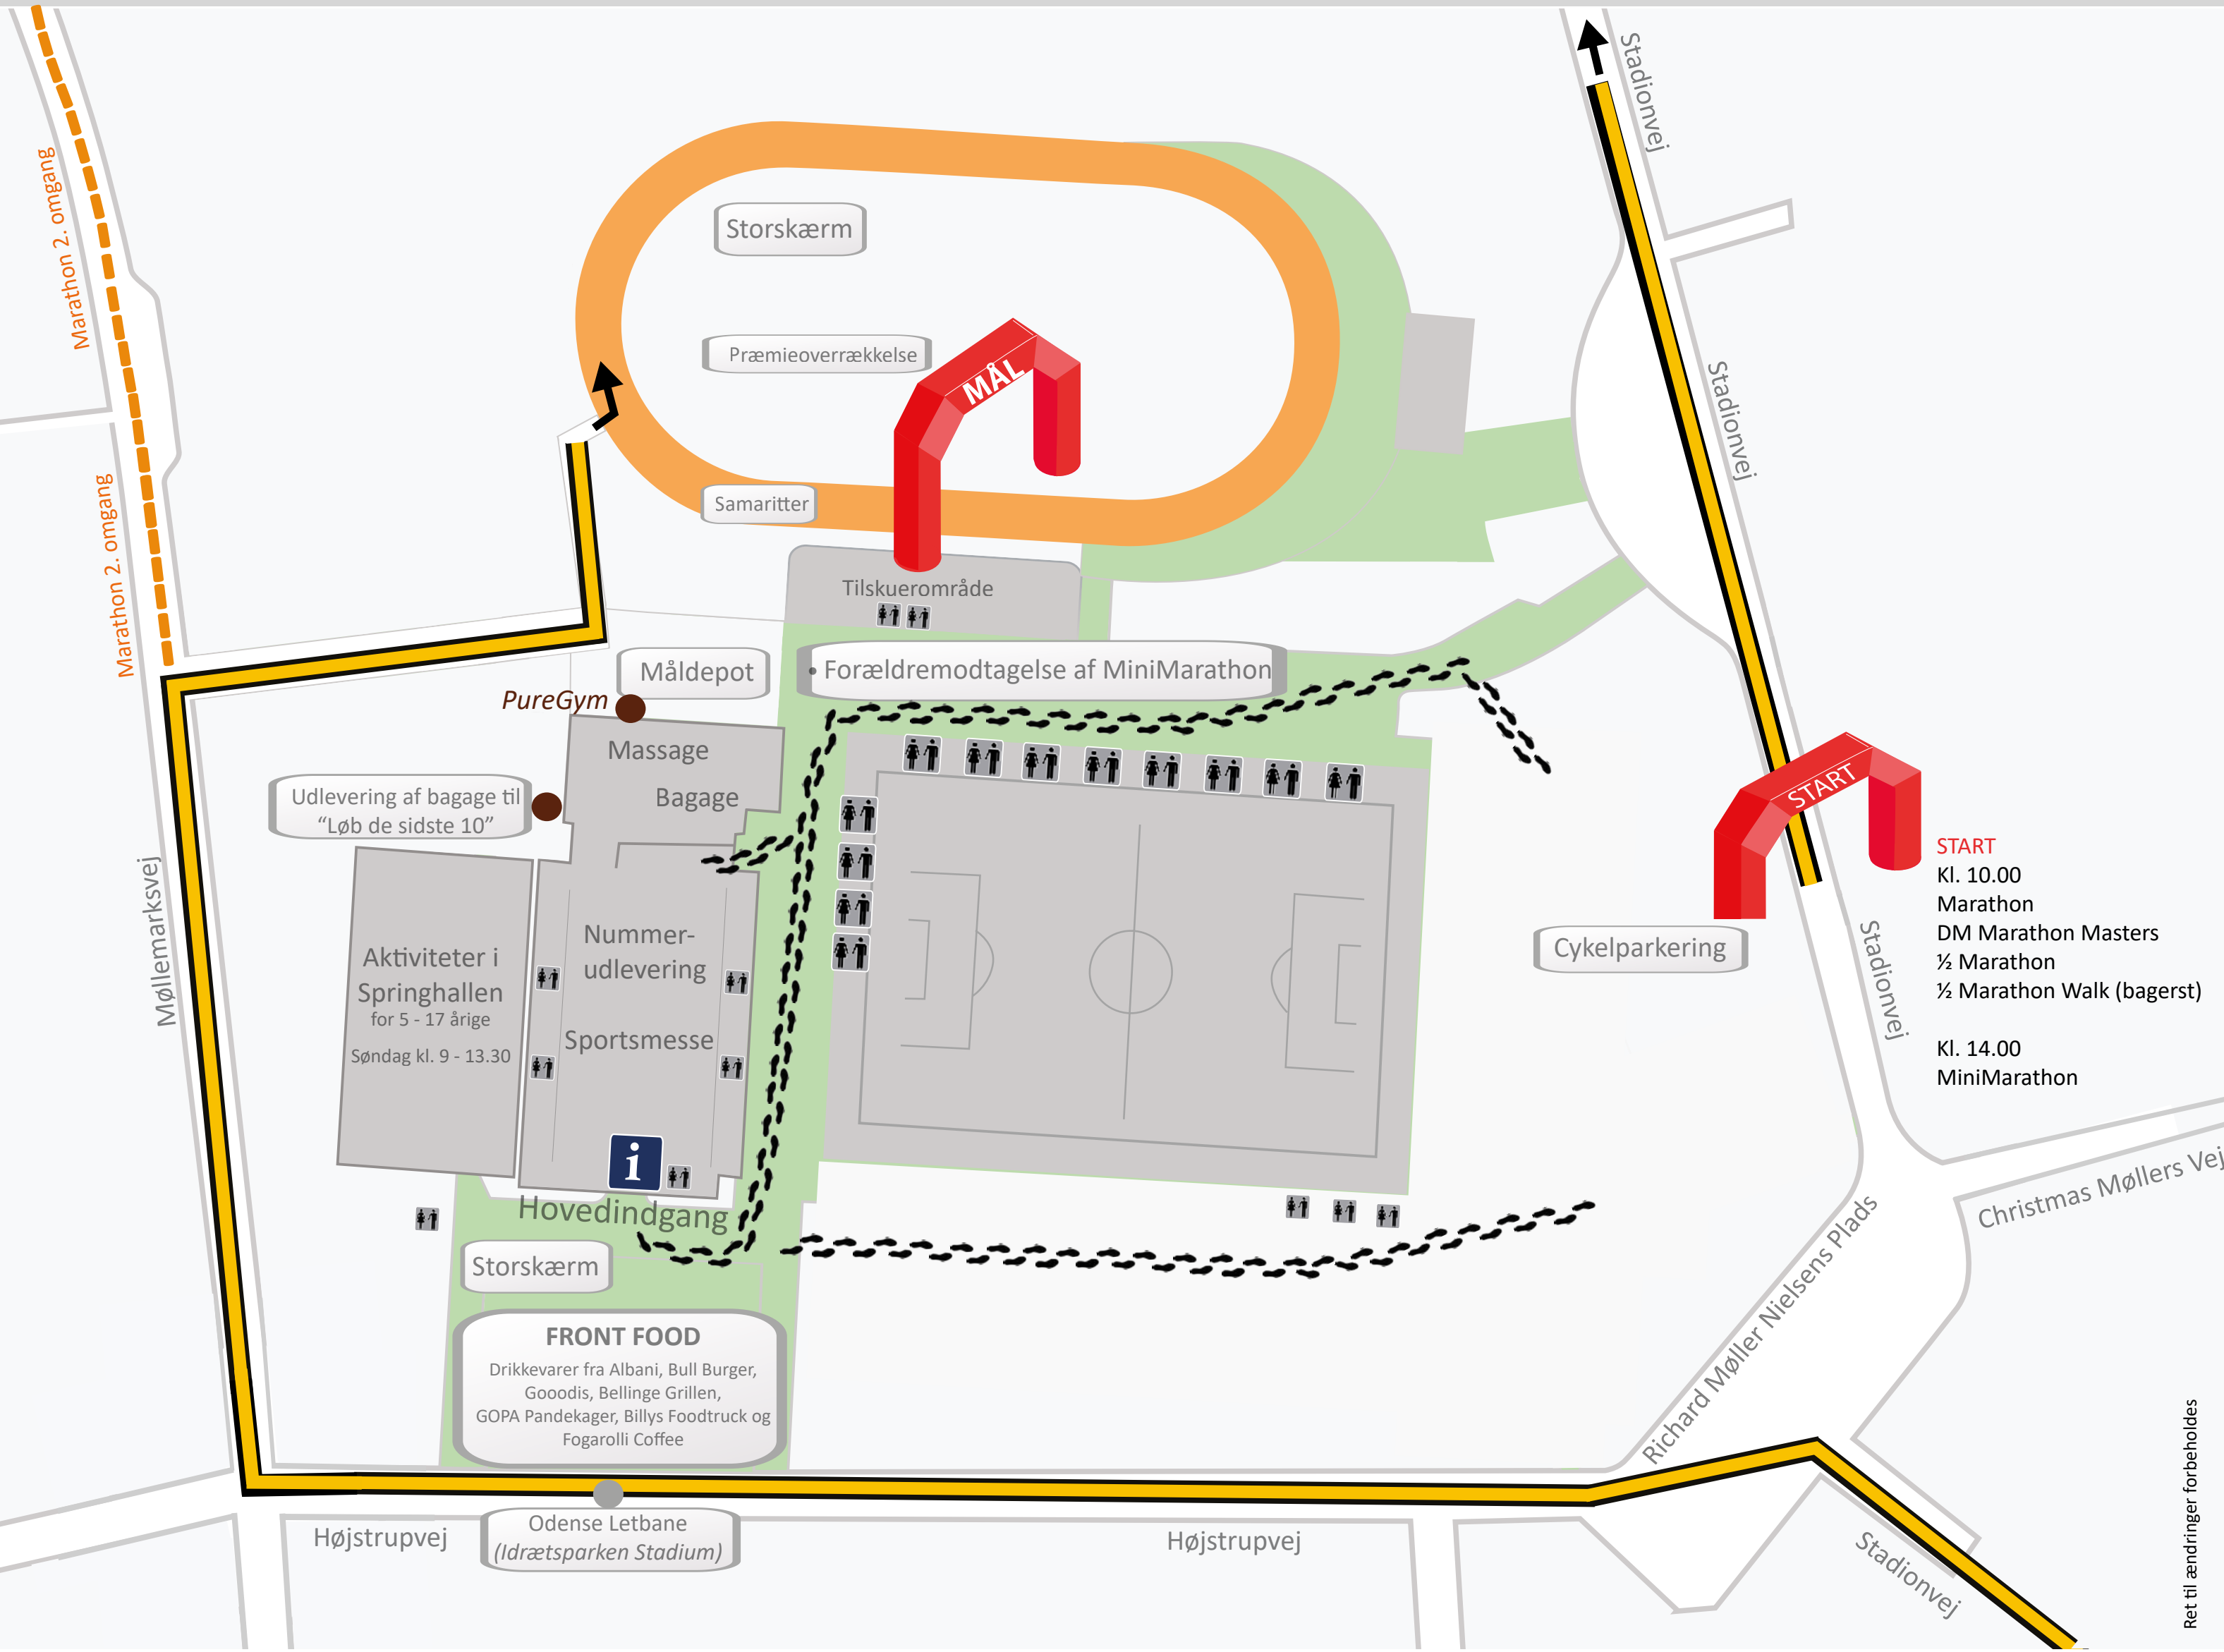 Stadionvej
Marathon 2. omgang
Storskærm
Præmieoverrækkelse
MÅL
Stadionvej
Marathon 2. omgang
Samaritter
Tilskuerområde
Måldepot
• Forældremodtagelse af MiniMarathon
PureGym
Massage
Bagage
Udlevering af bagage til
“Løb de sidste 10”
START
START
Kl. 10.00
Marathon
DM Marathon Masters
½ Marathon
½ Marathon Walk (bagerst)
Kl. 14.00
MiniMarathon
Møllemarksvej
Nummer-
udlevering
Sportsmesse
Aktiviteter i
Springhallen
for 5 - 17 årige
Søndag kl. 9 - 13.30
Cykelparkering
Stadionvej
i
Hovedindgang
Christmas Møllers Vej
Richard Møller Nielsens Plads
Storskærm
FRONT FOOD
Drikkevarer fra Albani, Bull Burger,
Gooodis, Bellinge Grillen,
GOPA Pandekager, Billys Foodtruck og
Fogarolli Coffee
Højstrupvej
Odense Letbane
(Idrætsparken Stadium)
Højstrupvej
Stadionvej
Ret til ændringer forbeholdes